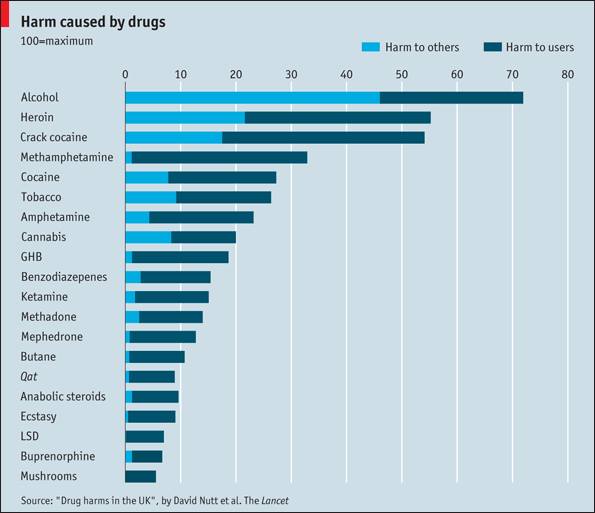 Harm caused by drugs
100=maximum
Harm to others Harm to users
0 10 20 30 40 50 60 70 80
Alcohol
Heroin
Crack cocaine
Methamphetamine
Cocaine
Tobacco
Amphetamine
Cannabis
GHB
Benzodiazepenes
Ketamine
Methadone
Mephedrone
Butane
Qat
Anabolic steroids
Ecstasy
LSD
Buprenorphine
Mushrooms
Source: "Drug harms in the UK", by David Nutt et al. The Lancet